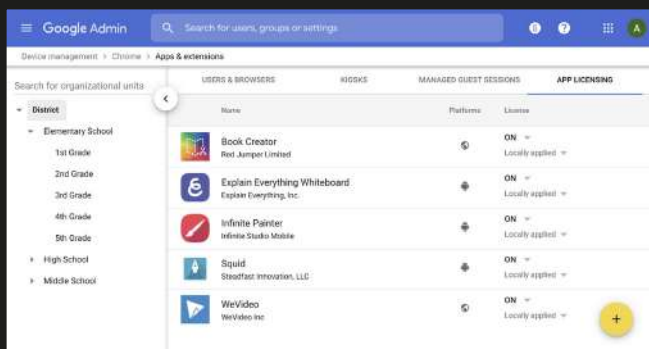 Google Admin
Search for users, groups or settings
A
Device management > Chrome > Apps & extensions
Search for organizational units
USERS & BROWSERS
KIOSKS
MANAGED GUEST SESSIONS
APP LICENSING
District
Elementary School
1st Grade
2nd Grade
3rd Grade
4th Grade
5th Grade
High School
Middle School
Name
Platforms
License
Book Creator
Red Jumper Limited
ON
Locally applied
Explain Everything Whiteboard
Explain Everything, Inc.
ON
Locally applied
Infinite Painter
Infinite Studio Mobile
ON
Locally applied
Squid
Steadfast Innovation, LLC
ON
Locally applied
WeVideo
WeVideo Inc
ON
Locally applied